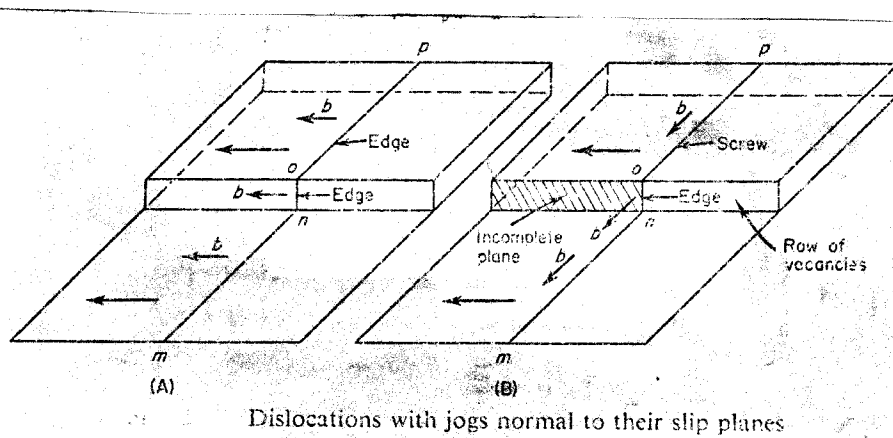 p
p
b
b
Edge
Screw
o
o
b
Edge
Edge
n
b
n
Incomplete
plane
Row of
vacancies
b
b
m
m
(A)
(B)
Dislocations with jogs normal to their slip planes